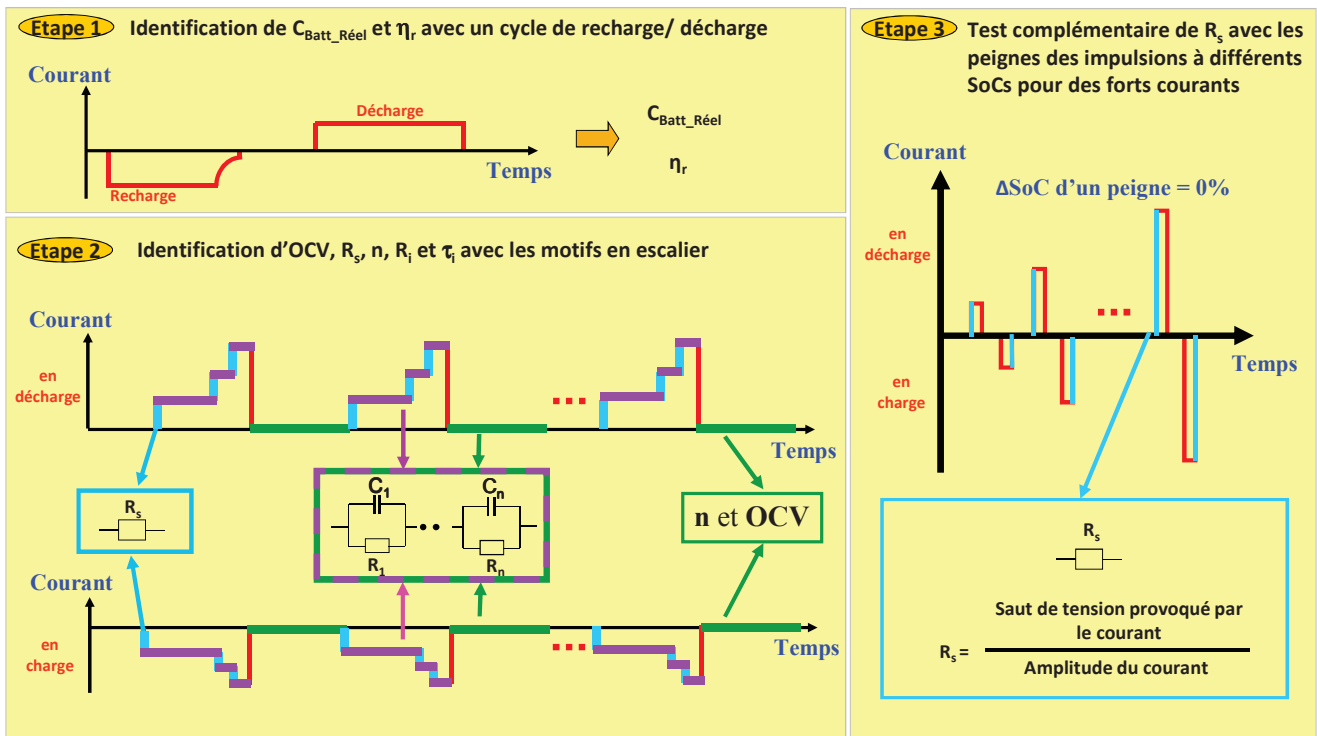 Etape 1 Identification de C_Batt_Réel et η_r avec un cycle de recharge/ décharge
Courant
Décharge
Recharge
Temps
C_Batt_Réel
η_r
Etape 2 Identification d'OCV, R_s, n, R_i et τ_i avec les motifs en escalier
Courant
en
décharge
Temps
R_s
C_1
C_n
R_1
R_n
n et OCV
Courant
en
charge
Temps
Etape 3 Test complémentaire de R_s avec les
peignes des impulsions à différents
SoCs pour des forts courants
Courant
ΔSoC d'un peigne = 0%
en
décharge
Temps
en
charge
R_s
Saut de tension provoqué par
le courant
R_s =
Amplitude du courant